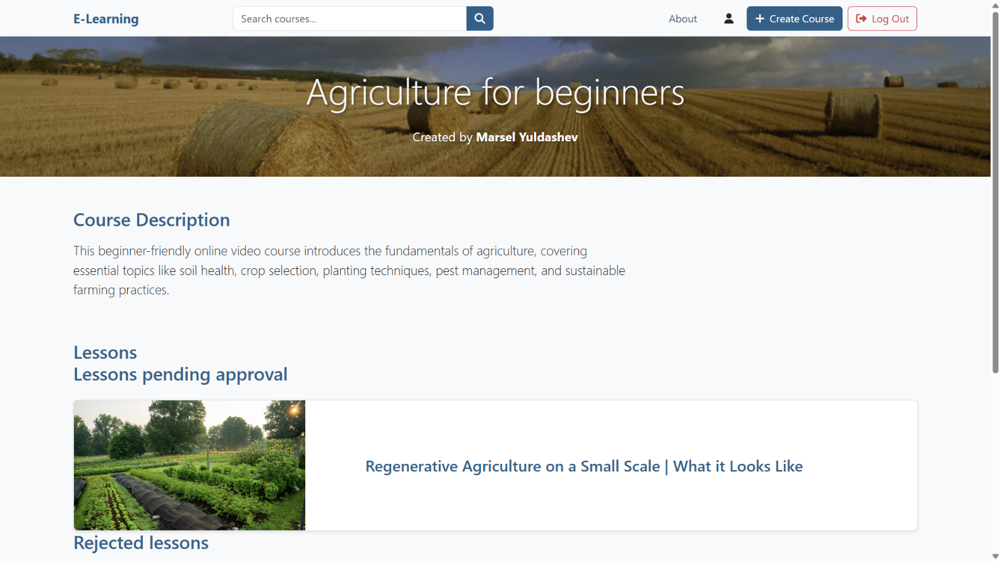 E-Learning
Search courses...
About
Create Course
Log Out
Agriculture for beginners
Created by Marsel Yuldashev
Course Description
This beginner-friendly online video course introduces the fundamentals of agriculture, covering
essential topics like soil health, crop selection, planting techniques, pest management, and sustainable
farming practices.
Lessons
Lessons pending approval
Regenerative Agriculture on a Small Scale | What it Looks Like
Rejected lessons